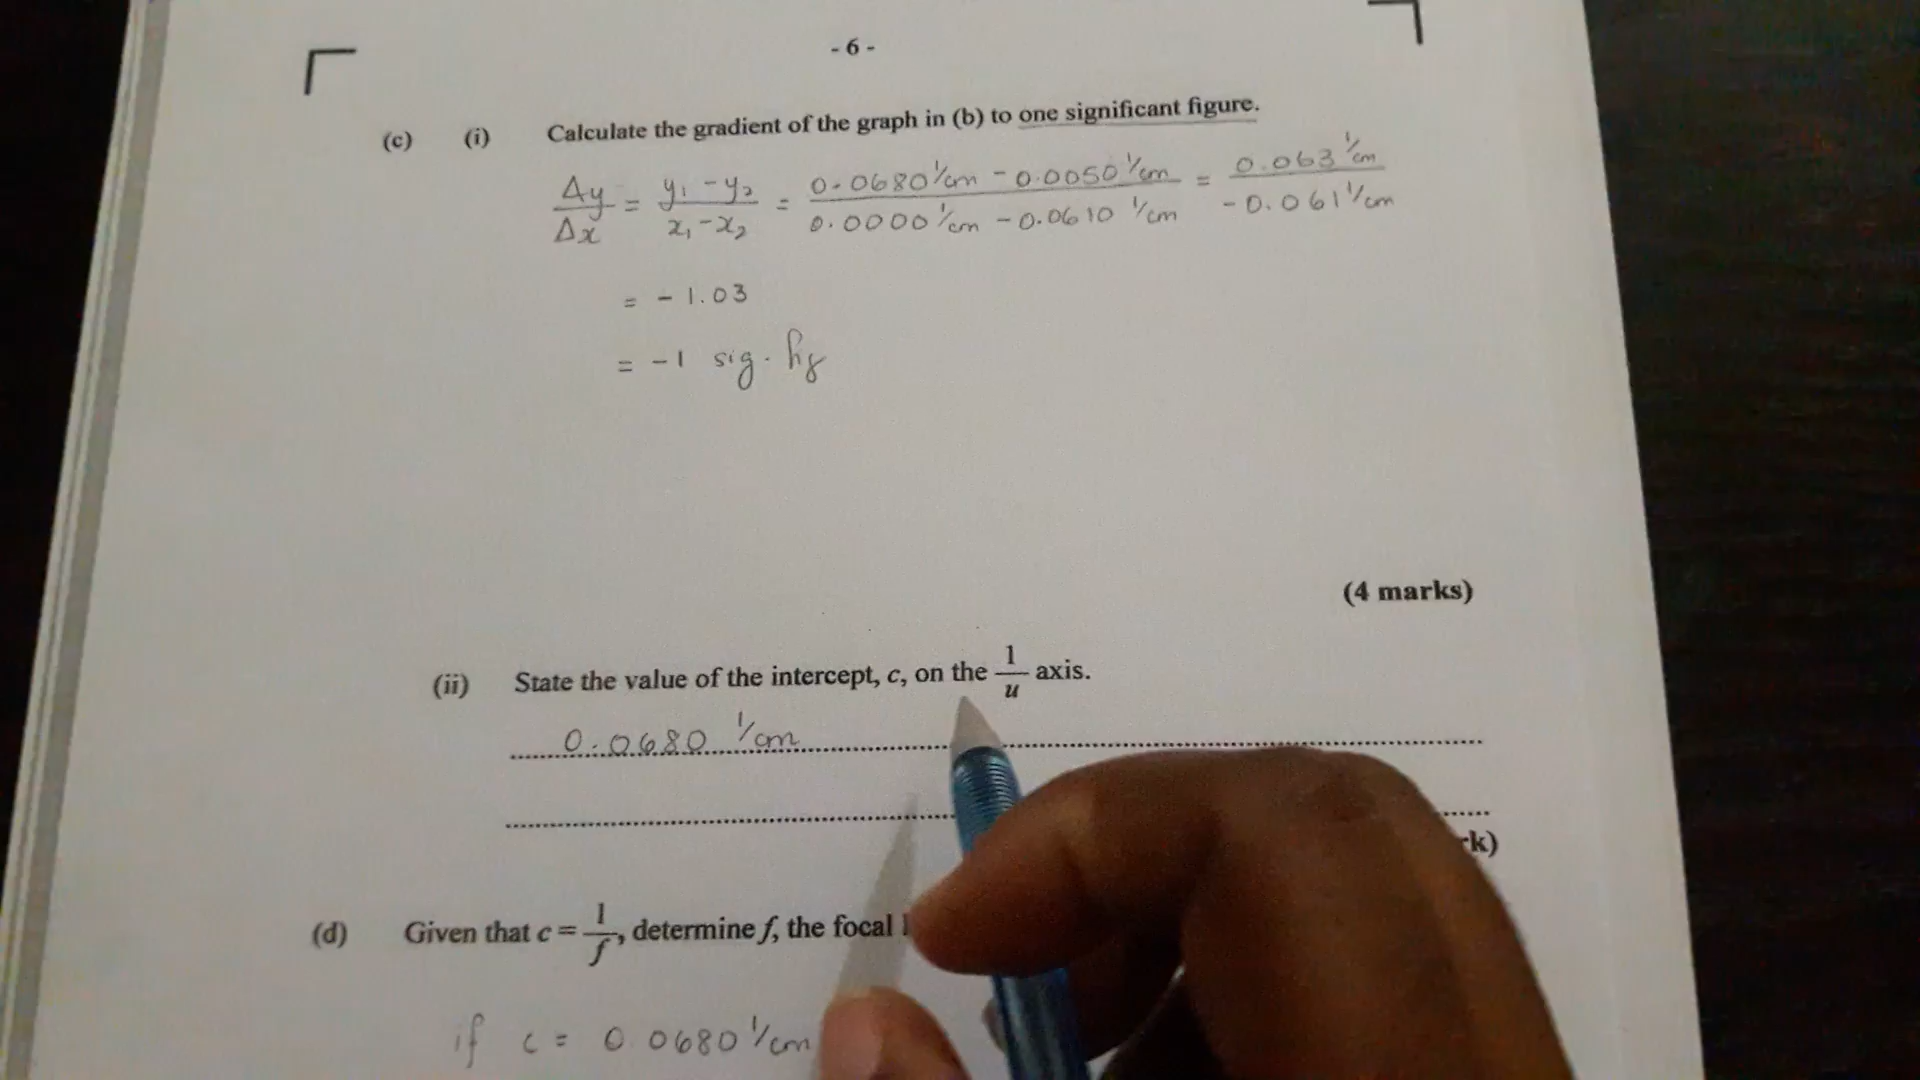 - 6 -
(c) (i) Calculate the gradient of the graph in (b) to one significant figure.
Δy/Δx = y₁ - y₂ / x₁ - x₂ = 0.0680 1/cm - 0.0050 1/cm / 0.0000 1/cm - 0.0610 1/cm = 0.063 1/cm / -0.061 1/cm
= - 1.03
= -1 sig. fig
(4 marks)
(ii) State the value of the intercept, c, on the 1/u axis.
0.0680 1/cm
k)
(d) Given that c = 1/f, determine f, the focal
if c = 0.0680 1/cm